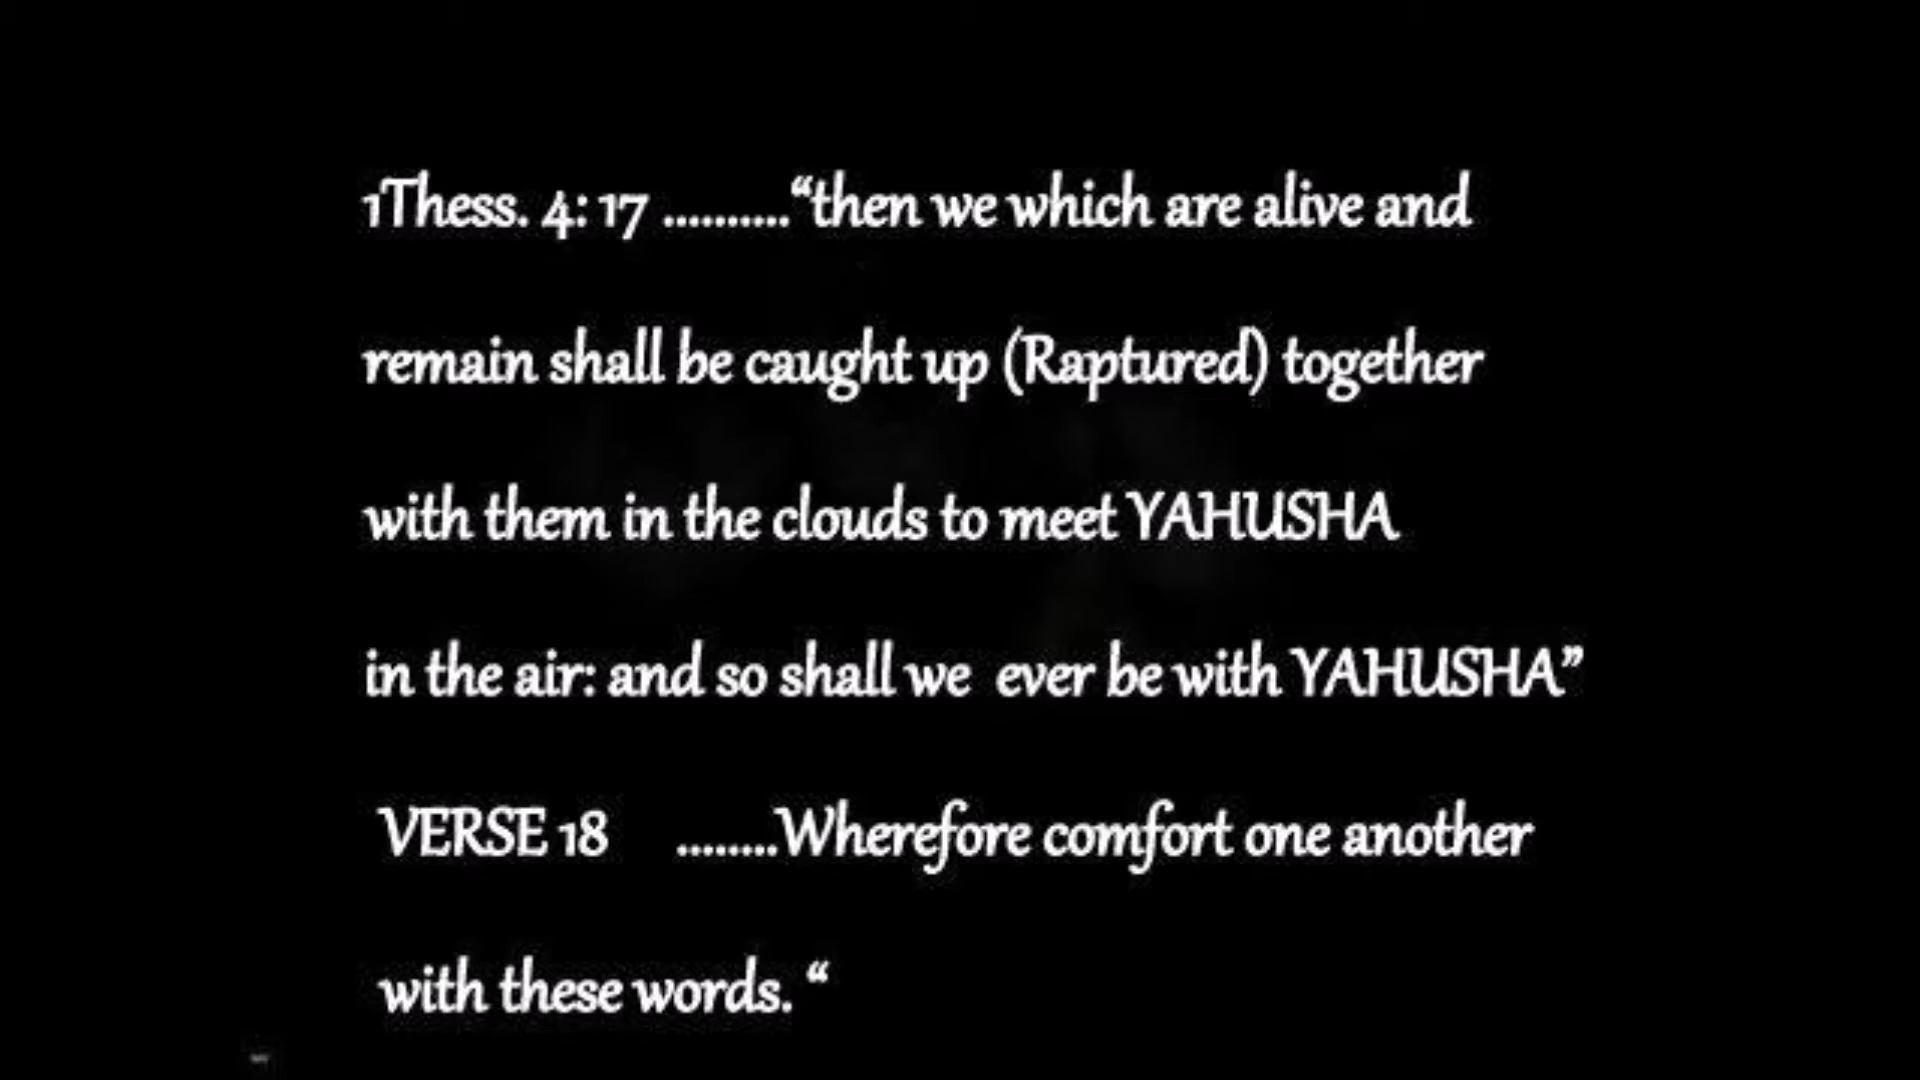 1Thess. 4: 17 ..........“then we which are alive and
remain shall be caught up (Raptured) together
with them in the clouds to meet YAHUSHA
in the air: and so shall we  ever be with YAHUSHA”
VERSE 18     ........Wherefore comfort one another
with these words. “